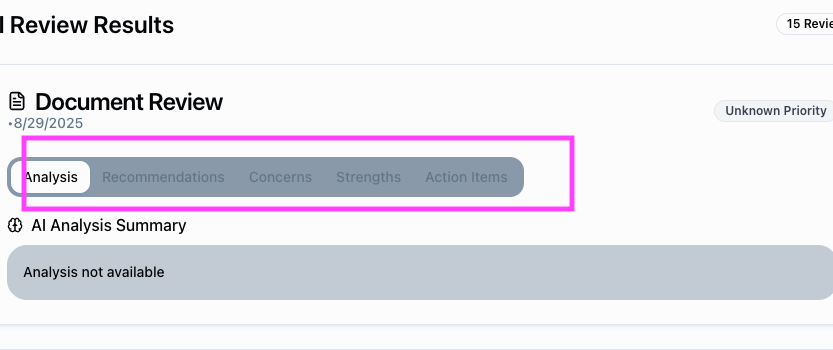 Review Results
15
Document Review
•8/29/2025
Unknown Priority
Analysis Recommendations Concerns Strengths Action Items
AI Analysis Summary
Analysis not available